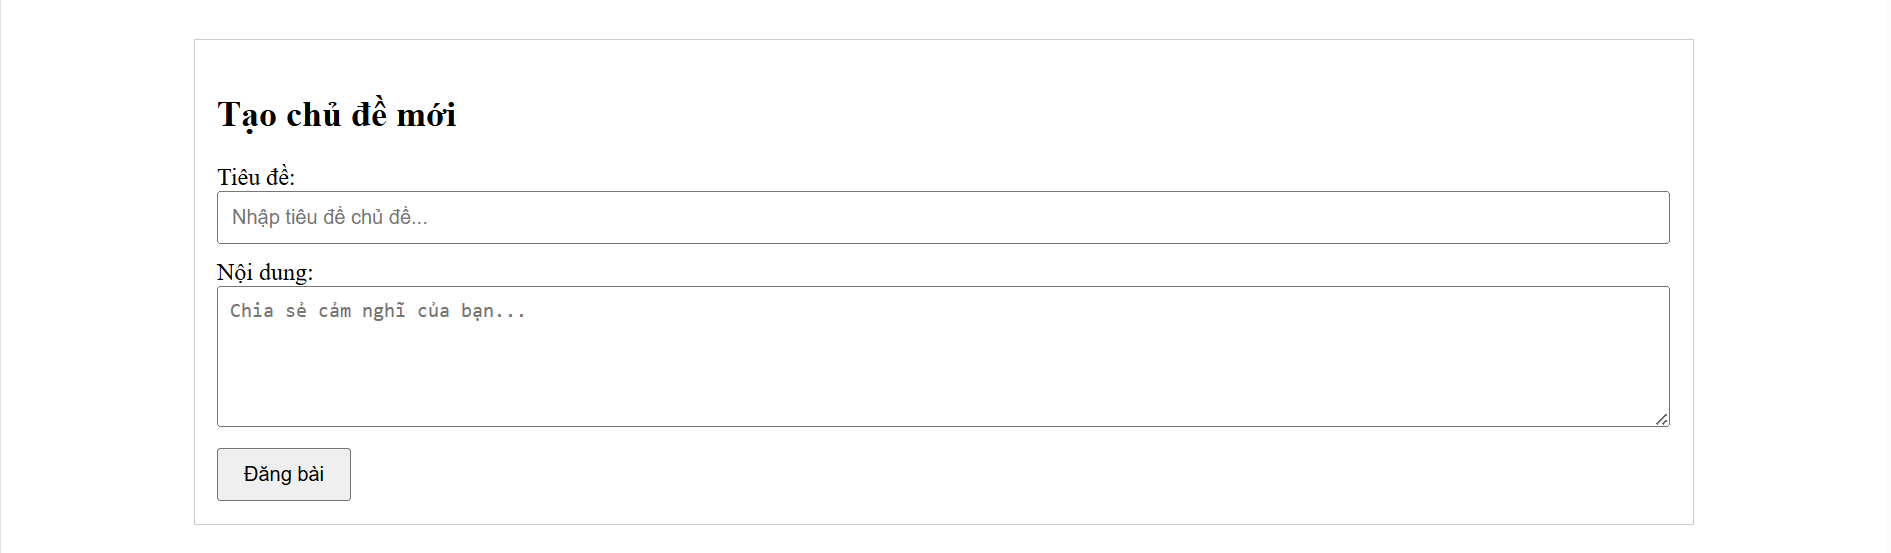 Tạo chủ đề mới
Tiêu đề:
Nhập tiêu đề chủ đề...
Nội dung:
Chia sẻ cảm nghĩ của bạn...
Đăng bài